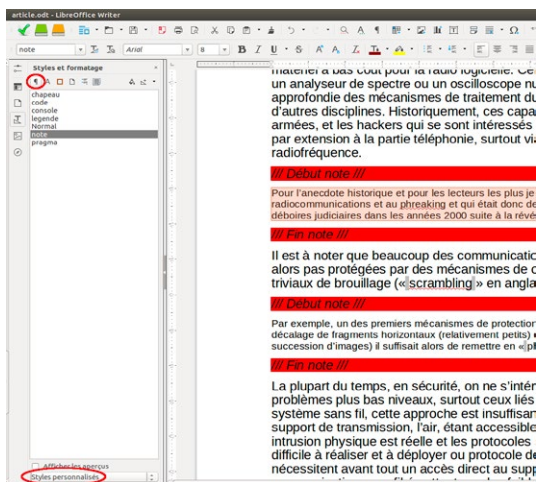 article.odt - LibreOffice Writer
note
Arial
8
Styles et formatage
chapeau
code
console
legende
Normal
note
pragma
Afficher les aperçus
Styles personnalisés
matériel à bas coût pour la radio logicielle. Ce
un analyseur de spectre ou un oscilloscope nu
approfondie des mécanismes de traitement du
d'autres disciplines. Historiquement, ces capa
armées, et les hackers qui se sont intéressés
par extension à la partie téléphonie, surtout via
radiofréquence.
/// Début note ///
Pour l'anecdote historique et pour les lecteurs les plus je
radiocommunications et au phreaking et qui était donc de
déboires judiciaires dans les années 2000 suite à la révé
/// Fin note ///
Il est à noter que beaucoup des communicatio
alors pas protégées par des mécanismes de c
triviaux de brouillage (« scrambling » en angla
/// Début note ///
Par exemple, un des premiers mécanismes de protection
décalage de fragments horizontaux (relativement petits)
succession d'images) il suffisait alors de remettre en «
/// Fin note ///
La plupart du temps, en sécurité, on ne s'intér
problèmes plus bas niveaux, surtout ceux liés
système sans fil, cette approche est insuffisan
support de transmission, l'air, étant accessible
intrusion physique est réelle et les protocoles
difficile à réaliser et à déployer ou protocole de
nécessitent avant tout un accès direct au supp